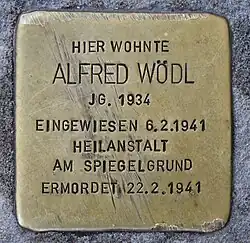 HIER WOHNTE
ALFRED WÖDL
JG. 1934
EINGEWIESEN 6.2.1941
HEILANSTALT
AM SPIEGELGRUND
ERMORDET 22.2.1941